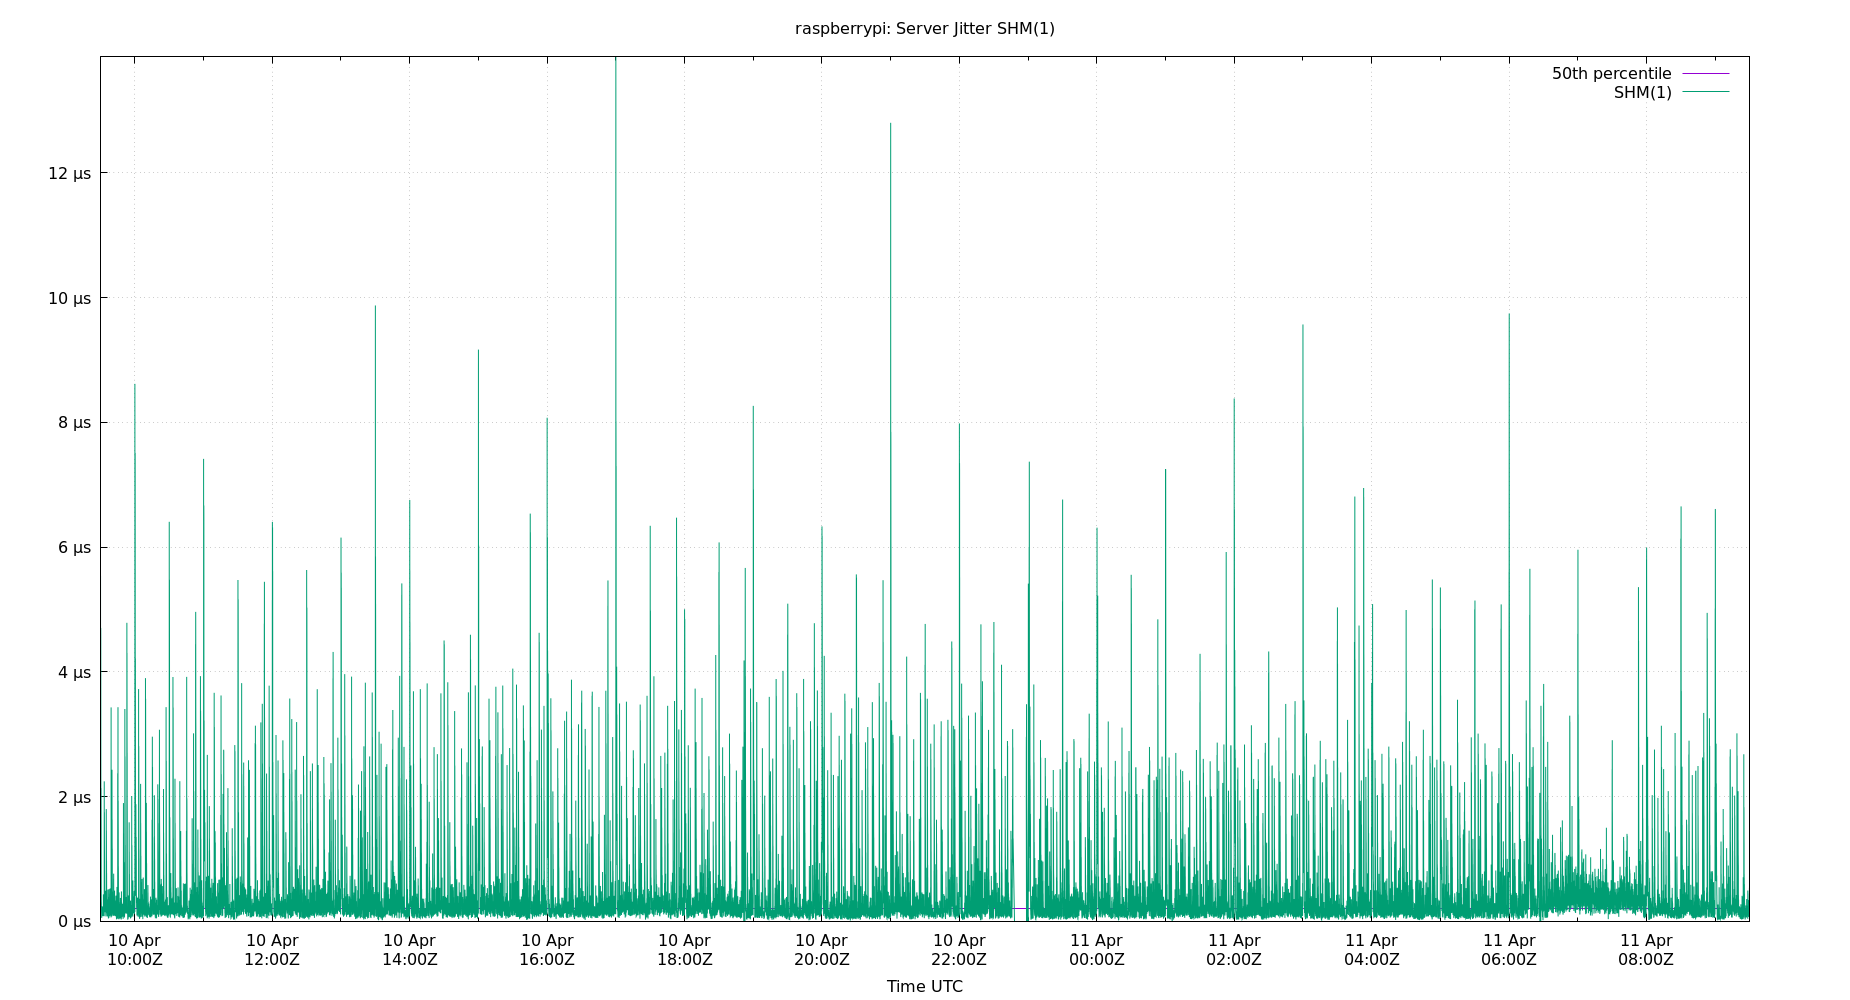 raspberrypi: Server Jitter SHM(1)
50th percentile
SHM(1)
12 µs
10 µs
8 µs
6 µs
4 µs
2 µs
0 µs
10 Apr 10 Apr 10 Apr 10 Apr 10 Apr 10 Apr 10 Apr 11 Apr 11 Apr 11 Apr 11 Apr 11 Apr
10:00Z 12:00Z 14:00Z 16:00Z 18:00Z 20:00Z 22:00Z 00:00Z 02:00Z 04:00Z 06:00Z 08:00Z
Time UTC